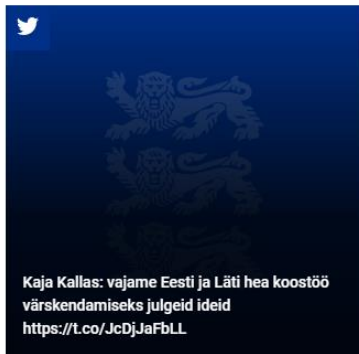 Kaja Kallas: vajame Eesti ja Läti hea koostöö
värskendamiseks julgeid ideid
https://t.co/JcDjJaFbLL